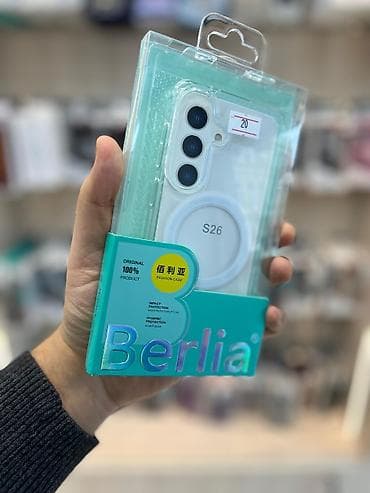 20
S26
ORIGINAL
100%
PRODUCT
佰利亚
FASHION CASE
IMPACT
PROTECTION
Berlia